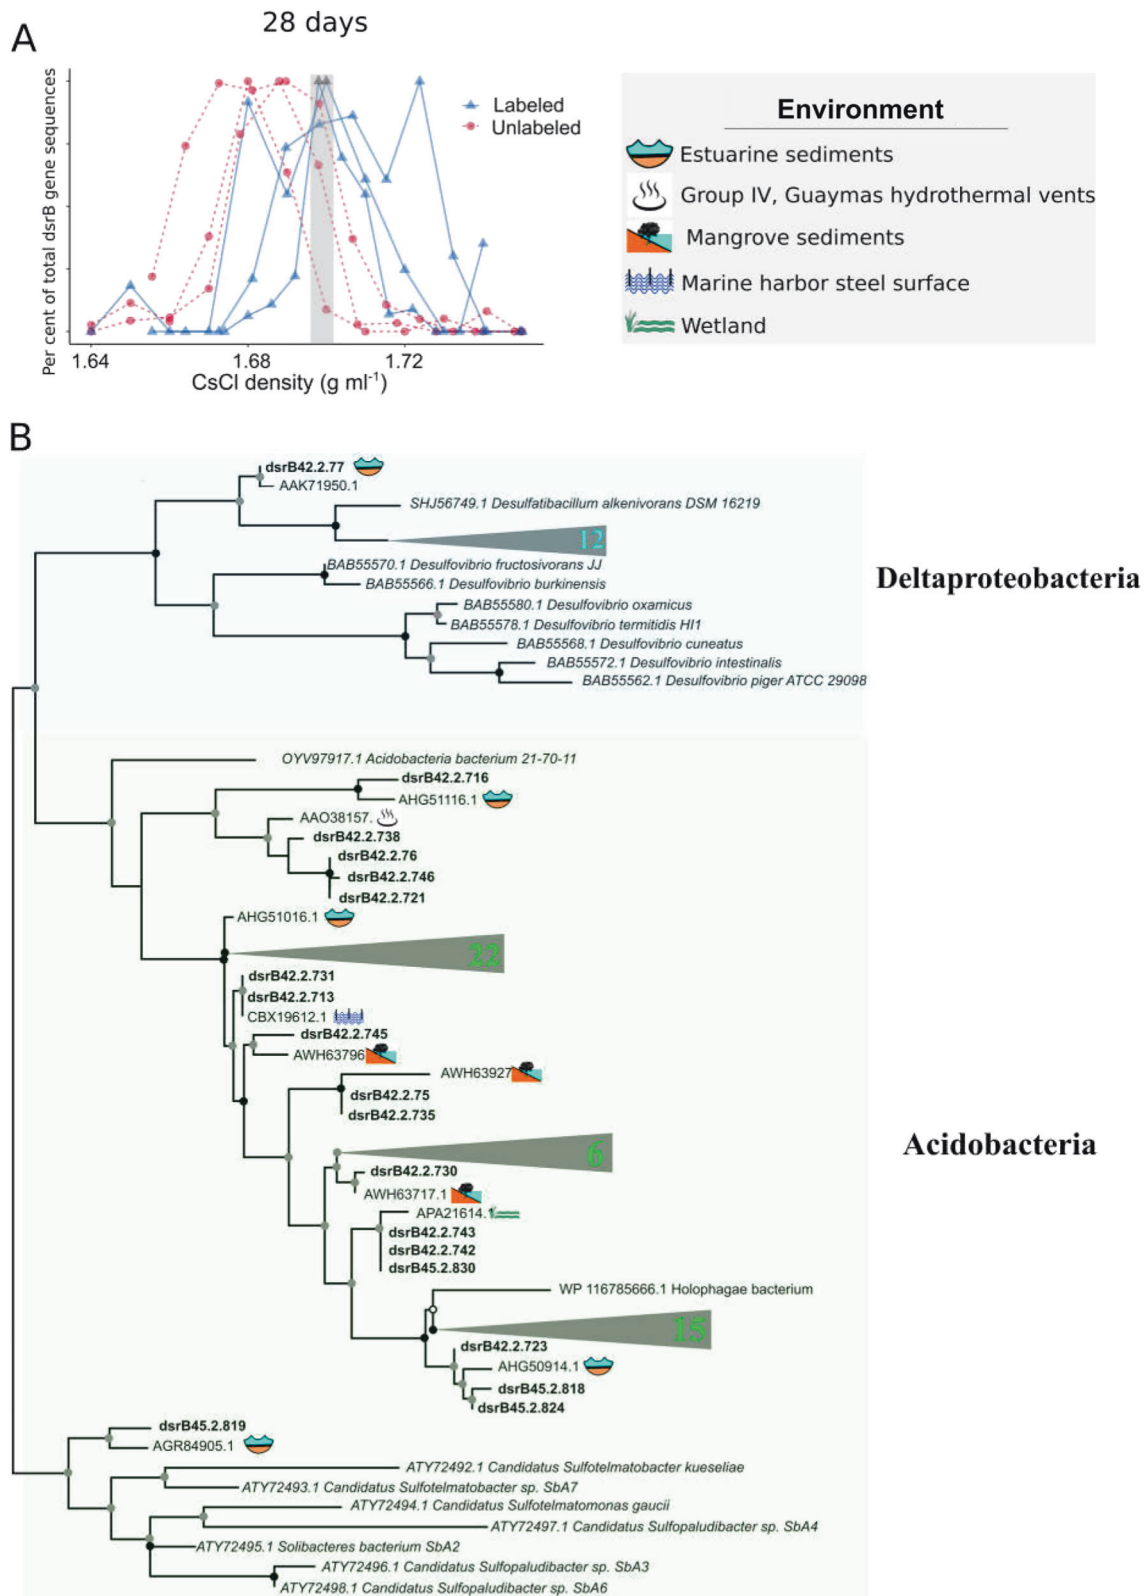 A
28 days
Per cent of total dsrB gene sequences
Labeled
Unlabeled
1.64
1.68
1.72
CsCl density (g ml⁻¹)
Environment
Estuarine sediments
Group IV, Guaymas hydrothermal vents
Mangrove sediments
Marine harbor steel surface
Wetland
B
dsrB42.2.77
AAK71950.1
SHJ56749.1 Desulfatibacillum alkenivorans DSM 16219
12
BAB55570.1 Desulfovibrio fructosivorans JJ
BAB55566.1 Desulfovibrio burkinensis
Deltaproteobacteria
BAB55580.1 Desulfovibrio oxamicus
BAB55578.1 Desulfovibrio termitidis HI1
BAB55568.1 Desulfovibrio cuneatus
BAB55572.1 Desulfovibrio intestinalis
BAB55562.1 Desulfovibrio piger ATCC 29098
OYV97917.1 Acidobacteria bacterium 21-70-11
dsrB42.2.716
AHG51116.1
AAO38157.
dsrB42.2.738
dsrB42.2.76
dsrB42.2.746
dsrB42.2.721
AHG51016.1
22
dsrB42.2.731
dsrB42.2.713
CBX19612.1
dsrB42.2.745
AWH63796
AWH63927
dsrB42.2.75
dsrB42.2.735
Acidobacteria
6
dsrB42.2.730
AWH63717.1
APA21614.1
dsrB42.2.743
dsrB42.2.742
dsrB45.2.830
WP 116785666.1 Holophagae bacterium
15
dsrB42.2.723
AHG50914.1
dsrB45.2.818
dsrB45.2.824
dsrB45.2.819
AGR84905.1
ATY72492.1 Candidatus Sulfotelmatobacter kueseliae
ATY72493.1 Candidatus Sulfotelmatobacter sp. SbA7
ATY72494.1 Candidatus Sulfotelmatomonas gaucii
ATY72497.1 Candidatus Sulfopaludibacter sp. SbA4
ATY72495.1 Solibacteres bacterium SbA2
ATY72496.1 Candidatus Sulfopaludibacter sp. SbA3
ATY72498.1 Candidatus Sulfopaludibacter sp. SbA6